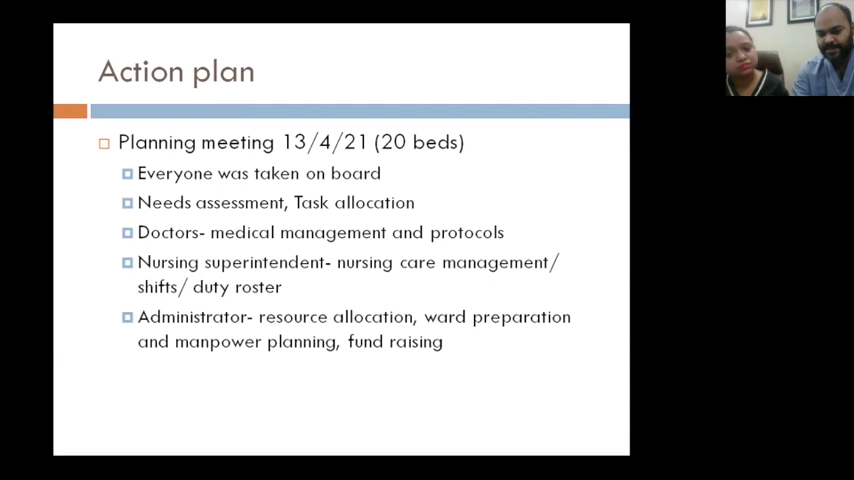 Action plan
Planning meeting 13/4/21 (20 beds)
Everyone was taken on board
Needs assessment, Task allocation
Doctors- medical management and protocols
Nursing superintendent- nursing care management/
shifts/ duty roster
Administrator- resource allocation, ward preparation
and manpower planning, fund raising